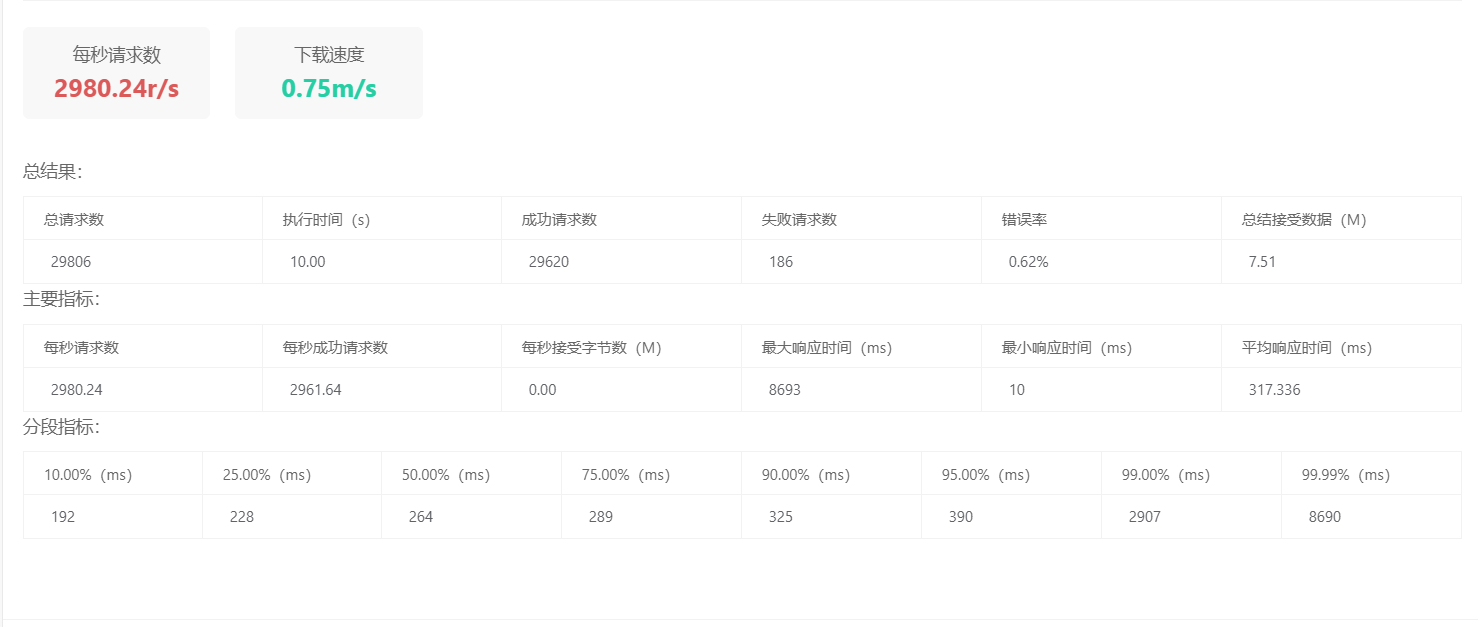 每秒请求数 下载速度
2980.24r/s 0.75m/s
总结果：
总请求数 执行时间（s） 成功请求数 失败请求数 错误率 总结接受数据（M）
29806 10.00 29620 186 0.62% 7.51
主要指标：
每秒请求数 每秒成功请求数 每秒接受字节数（M） 最大响应时间（ms） 最小响应时间（ms） 平均响应时间（ms）
2980.24 2961.64 0.00 8693 10 317.336
分段指标：
10.00%（ms） 25.00%（ms） 50.00%（ms） 75.00%（ms） 90.00%（ms） 95.00%（ms） 99.00%（ms） 99.99%（ms）
192 228 264 289 325 390 2907 8690